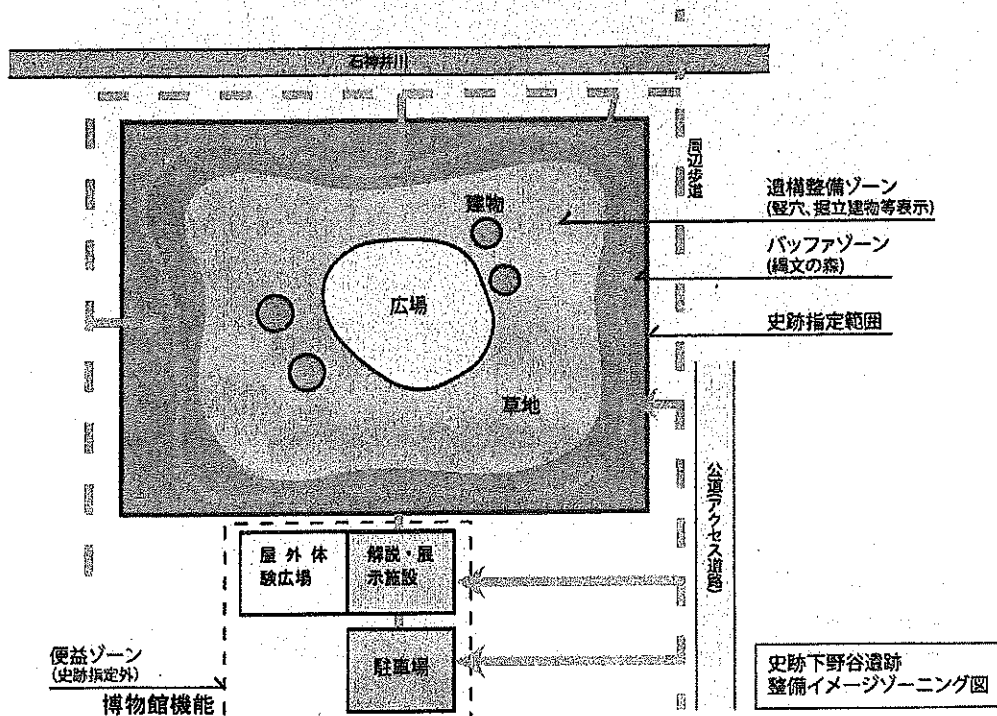 石神井川
周辺歩道
建物
広場
草地
遺構整備ゾーン
(竪穴、掘立建物等表示)
バッファゾーン
(縄文の森)
史跡指定範囲
公道(アクセス道路)
屋外体
験広場
解説・展
示施設
駐車場
便益ゾーン
(史跡指定外)
博物館機能
史跡下野谷遺跡
整備イメージゾーニング図